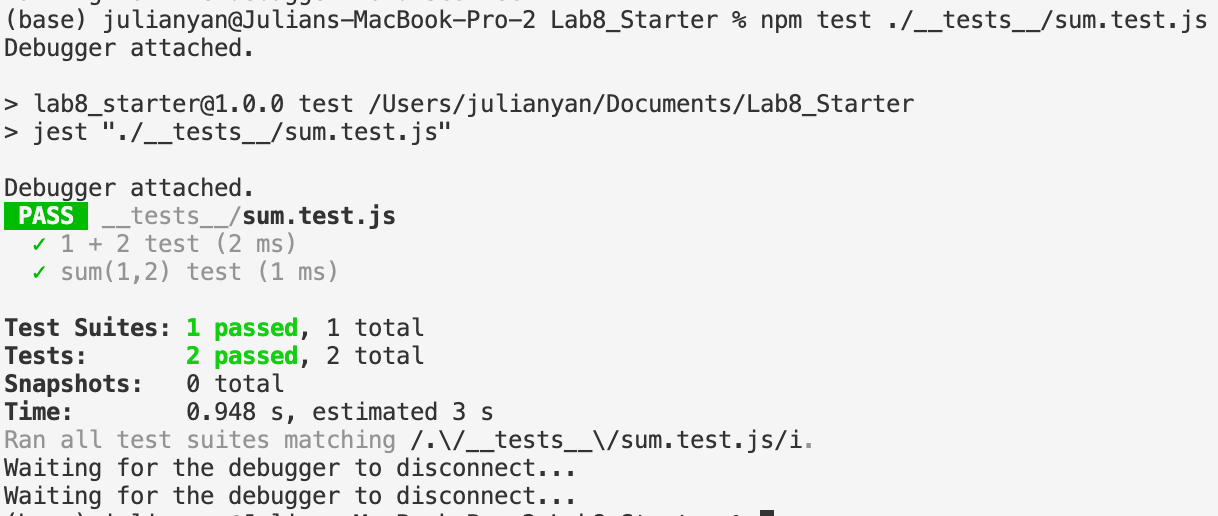 (base) julianyan@Julians-MacBook-Pro-2 Lab8_Starter % npm test ./__tests__/sum.test.js
Debugger attached.
> lab8_starter@1.0.0 test /Users/julianyan/Documents/Lab8_Starter
> jest "./__tests__/sum.test.js"
Debugger attached.
PASS __tests__/sum.test.js
✓ 1 + 2 test (2 ms)
✓ sum(1,2) test (1 ms)
Test Suites: 1 passed, 1 total
Tests: 2 passed, 2 total
Snapshots: 0 total
Time: 0.948 s, estimated 3 s
Ran all test suites matching /.\/__tests__\/sum.test.js/i.
Waiting for the debugger to disconnect...
Waiting for the debugger to disconnect...